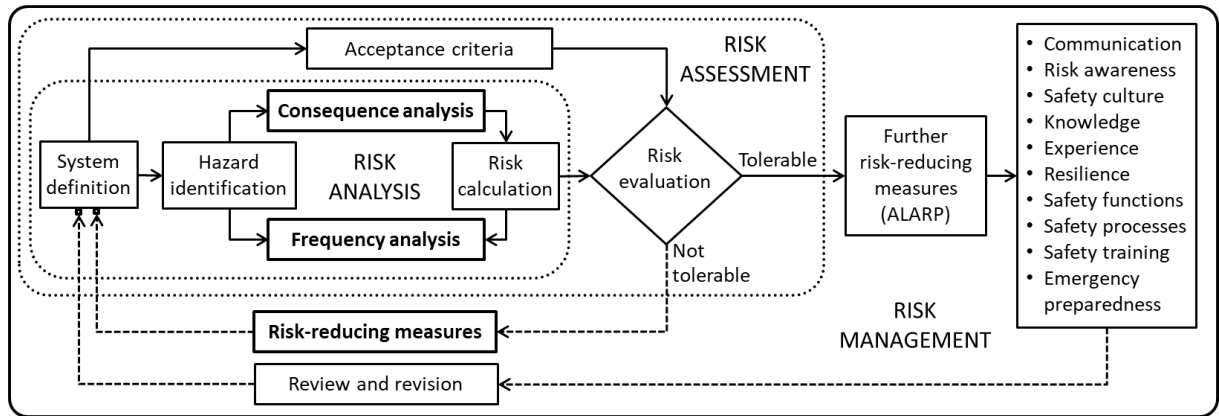 Acceptance criteria
RISK
ASSESSMENT
Consequence analysis
System
definition
Hazard
identification
RISK
ANALYSIS
Risk
calculation
Frequency analysis
Risk
evaluation
Tolerable
Not
tolerable
Further
risk-reducing
measures
(ALARP)
• Communication
• Risk awareness
• Safety culture
• Knowledge
• Experience
• Resilience
• Safety functions
• Safety processes
• Safety training
• Emergency
preparedness
Risk-reducing measures
RISK
MANAGEMENT
Review and revision